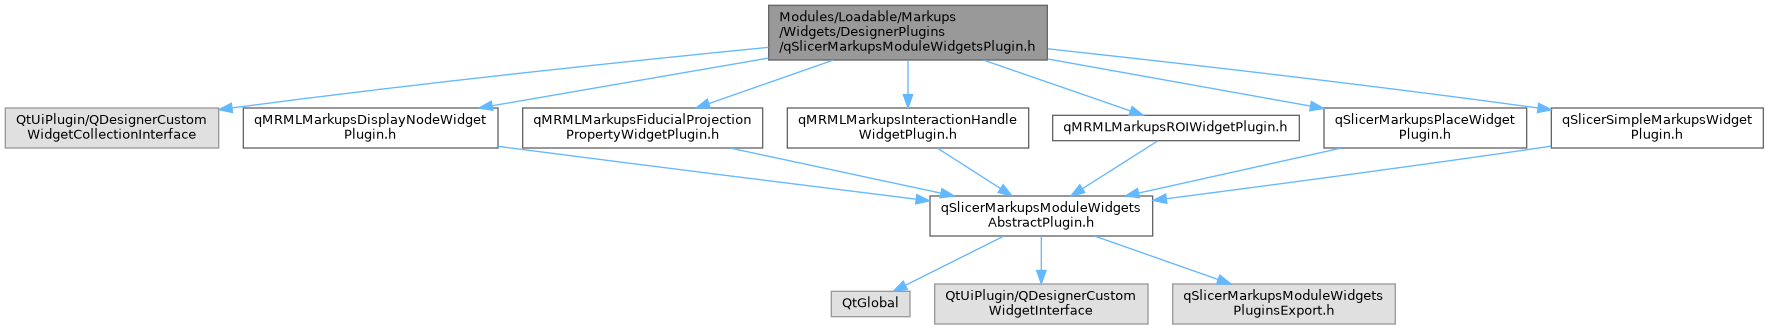 Modules/Loadable/Markups
/Widgets/DesignerPlugins
/qSlicerMarkupsModuleWidgetsPlugin.h
QtUiPlugin/QDesignerCustom
WidgetCollectionInterface
qMRMLMarkupsDisplayNodeWidget
Plugin.h
qMRMLMarkupsFiducialProjection
PropertyWidgetPlugin.h
qMRMLMarkupsInteractionHandle
WidgetPlugin.h
qMRMLMarkupsROIWidgetPlugin.h
qSlicerMarkupsPlaceWidget
Plugin.h
qSlicerSimpleMarkupsWidget
Plugin.h
qSlicerMarkupsModuleWidgets
AbstractPlugin.h
QtGlobal
QtUiPlugin/QDesignerCustom
WidgetInterface
qSlicerMarkupsModuleWidgets
PluginsExport.h